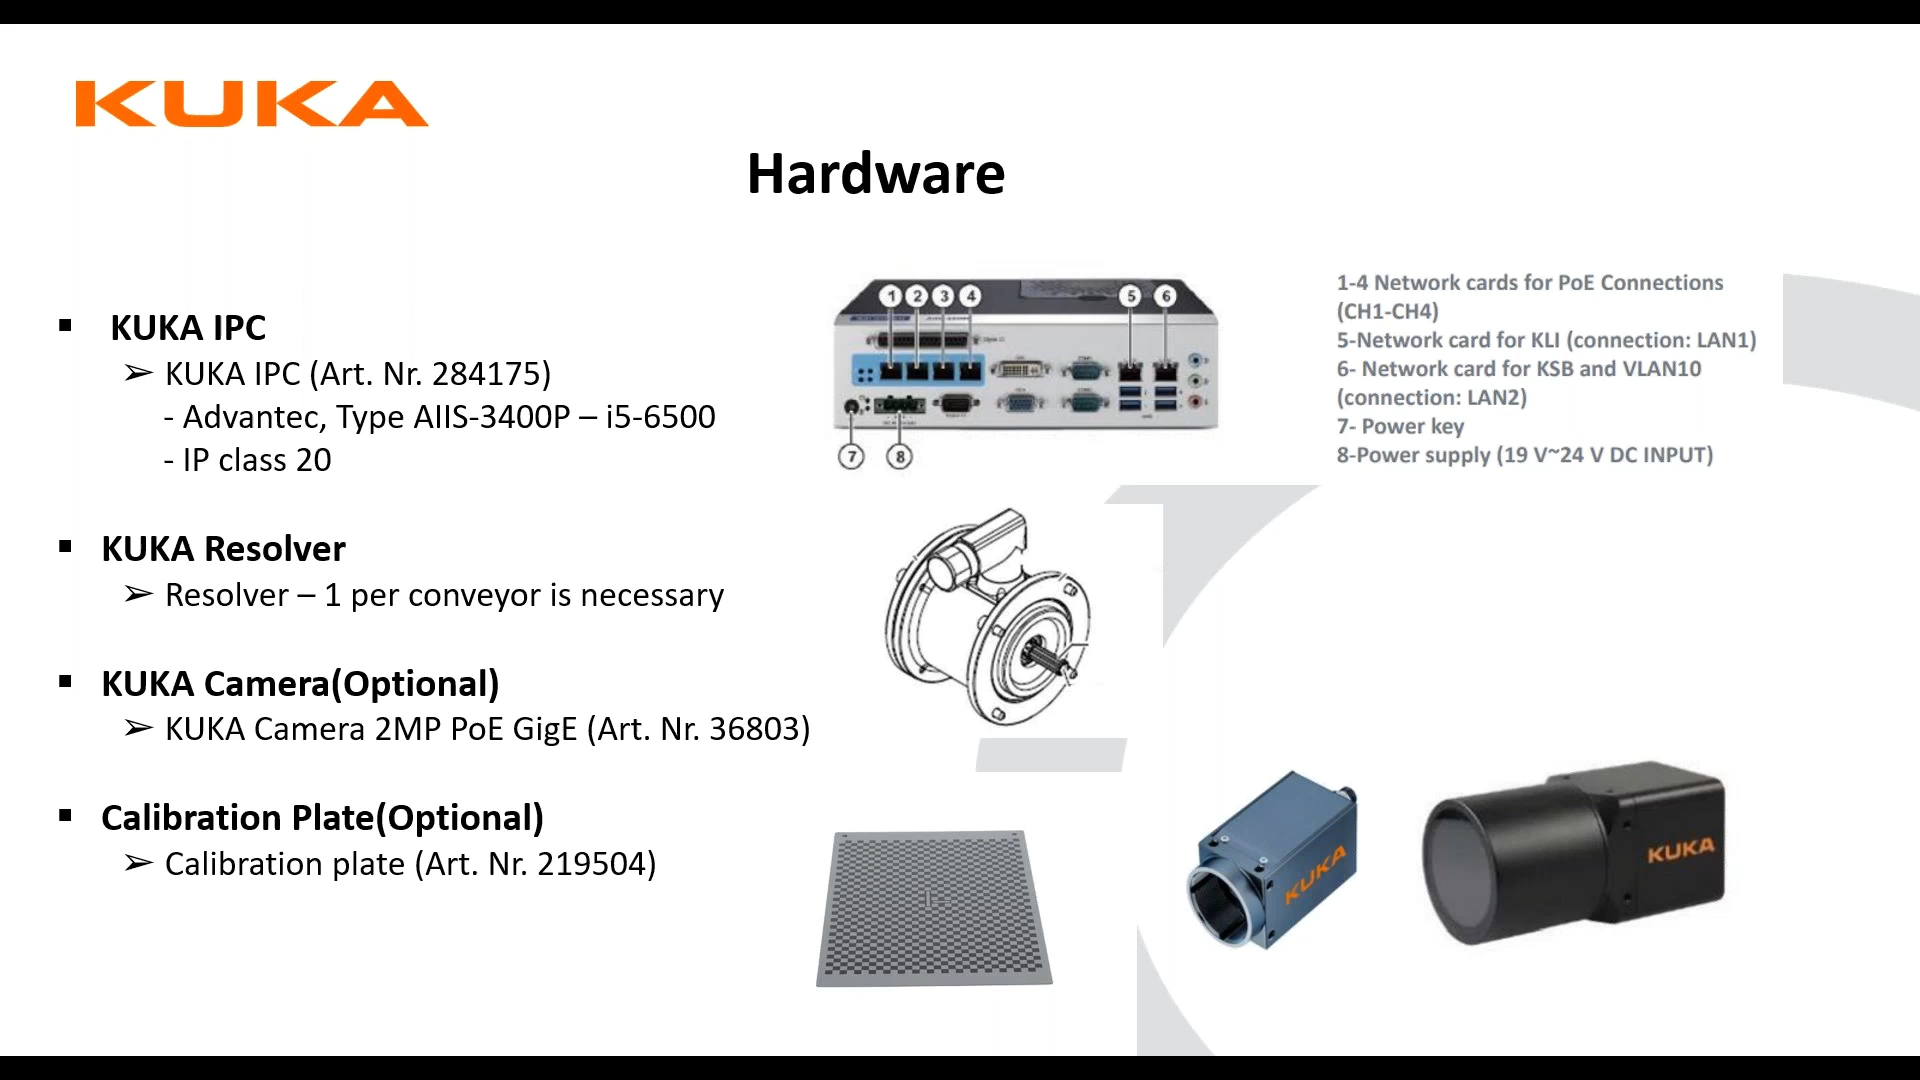 KUKA
Hardware
▪ KUKA IPC
➢ KUKA IPC (Art. Nr. 284175)
- Advantec, Type AIIS-3400P – i5-6500
- IP class 20
▪ KUKA Resolver
➢ Resolver – 1 per conveyor is necessary
▪ KUKA Camera(Optional)
➢ KUKA Camera 2MP PoE GigE (Art. Nr. 36803)
▪ Calibration Plate(Optional)
➢ Calibration plate (Art. Nr. 219504)
1 2 3 4 5 6
7 8
1-4 Network cards for PoE Connections
(CH1-CH4)
5-Network card for KLI (connection: LAN1)
6- Network card for KSB and VLAN10
(connection: LAN2)
7- Power key
8-Power supply (19 V~24 V DC INPUT)
KUKA
KUKA